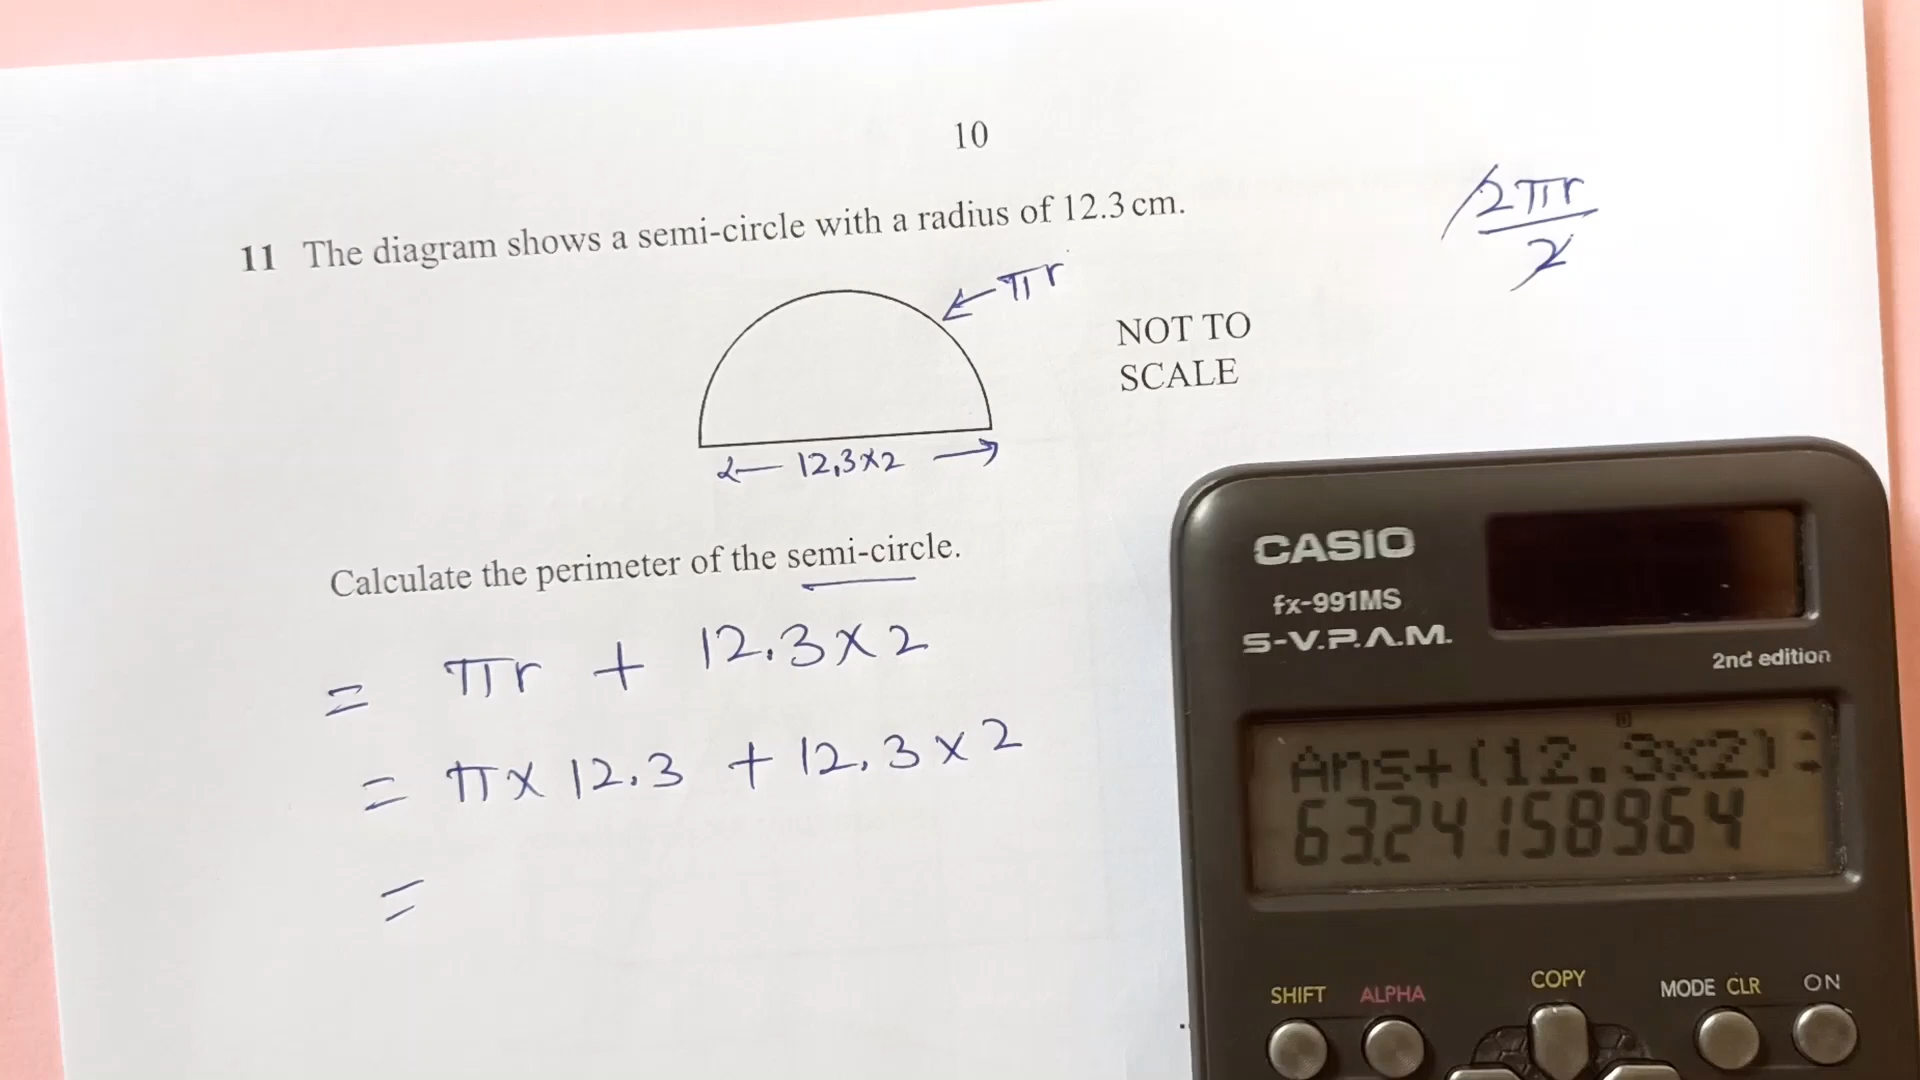 10
11 The diagram shows a semi-circle with a radius of 12.3 cm.
2πr
2
πr
NOT TO
SCALE
12.3×2
Calculate the perimeter of the semi-circle.
= πr + 12.3×2
= π× 12.3 + 12.3×2
=
CASIO
fx-991MS
S-V.P.A.M.
2nd edition
Ans+(12.3×2)=
63.24158964
SHIFT ALPHA COPY MODE CLR ON